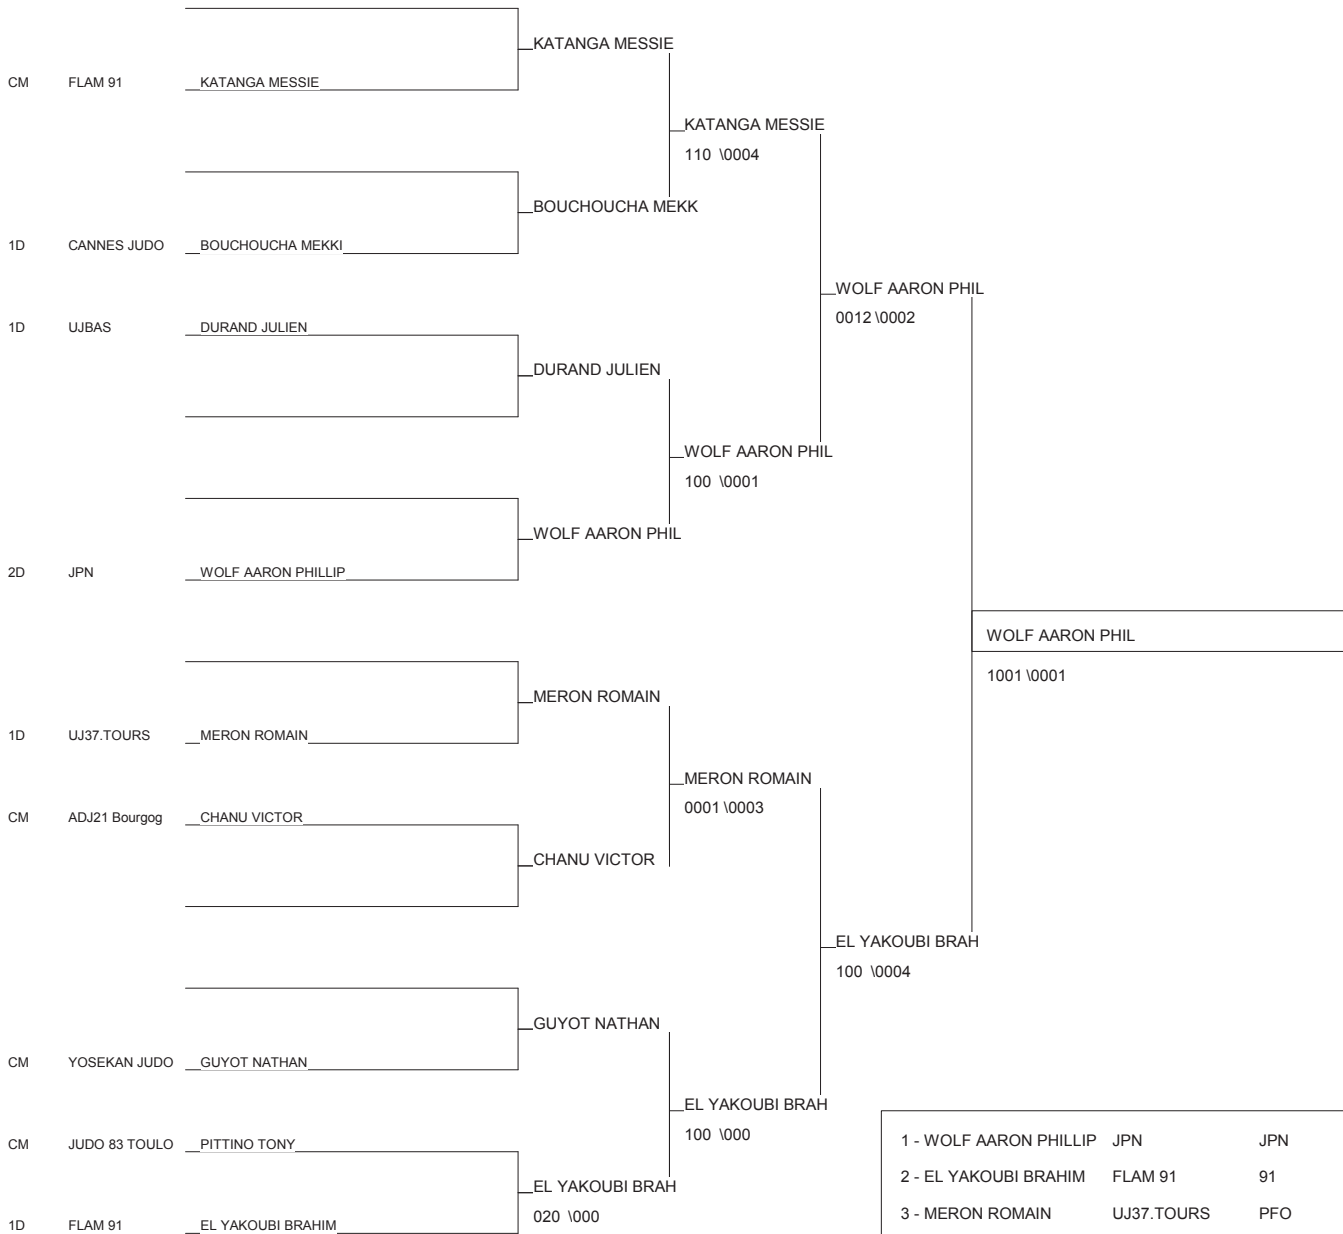 KATANGA MESSIE
CM FLAM 91 KATANGA MESSIE
KATANGA MESSIE
110 \0004
BOUCHOUCHA MEKK
1D CANNES JUDO BOUCHOUCHA MEKKI
WOLF AARON PHIL
0012 \0002
1D UJBAS DURAND JULIEN
DURAND JULIEN
WOLF AARON PHIL
100 \0001
WOLF AARON PHIL
2D JPN WOLF AARON PHILLIP
WOLF AARON PHIL
1001 \0001
MERON ROMAIN
1D UJ37.TOURS MERON ROMAIN
MERON ROMAIN
0001 \0003
CM ADJ21 Bourgog CHANU VICTOR
CHANU VICTOR
EL YAKOUBI BRAH
100 \0004
GUYOT NATHAN
CM YOSEKAN JUDO GUYOT NATHAN
EL YAKOUBI BRAH
100 \000
CM JUDO 83 TOULO PITTINO TONY
EL YAKOUBI BRAH
020 \000
1D FLAM 91 EL YAKOUBI BRAHIM
1 - WOLF AARON PHILLIP JPN JPN
2 - EL YAKOUBI BRAHIM FLAM 91 91
3 - MERON ROMAIN UJ37.TOURS PFO